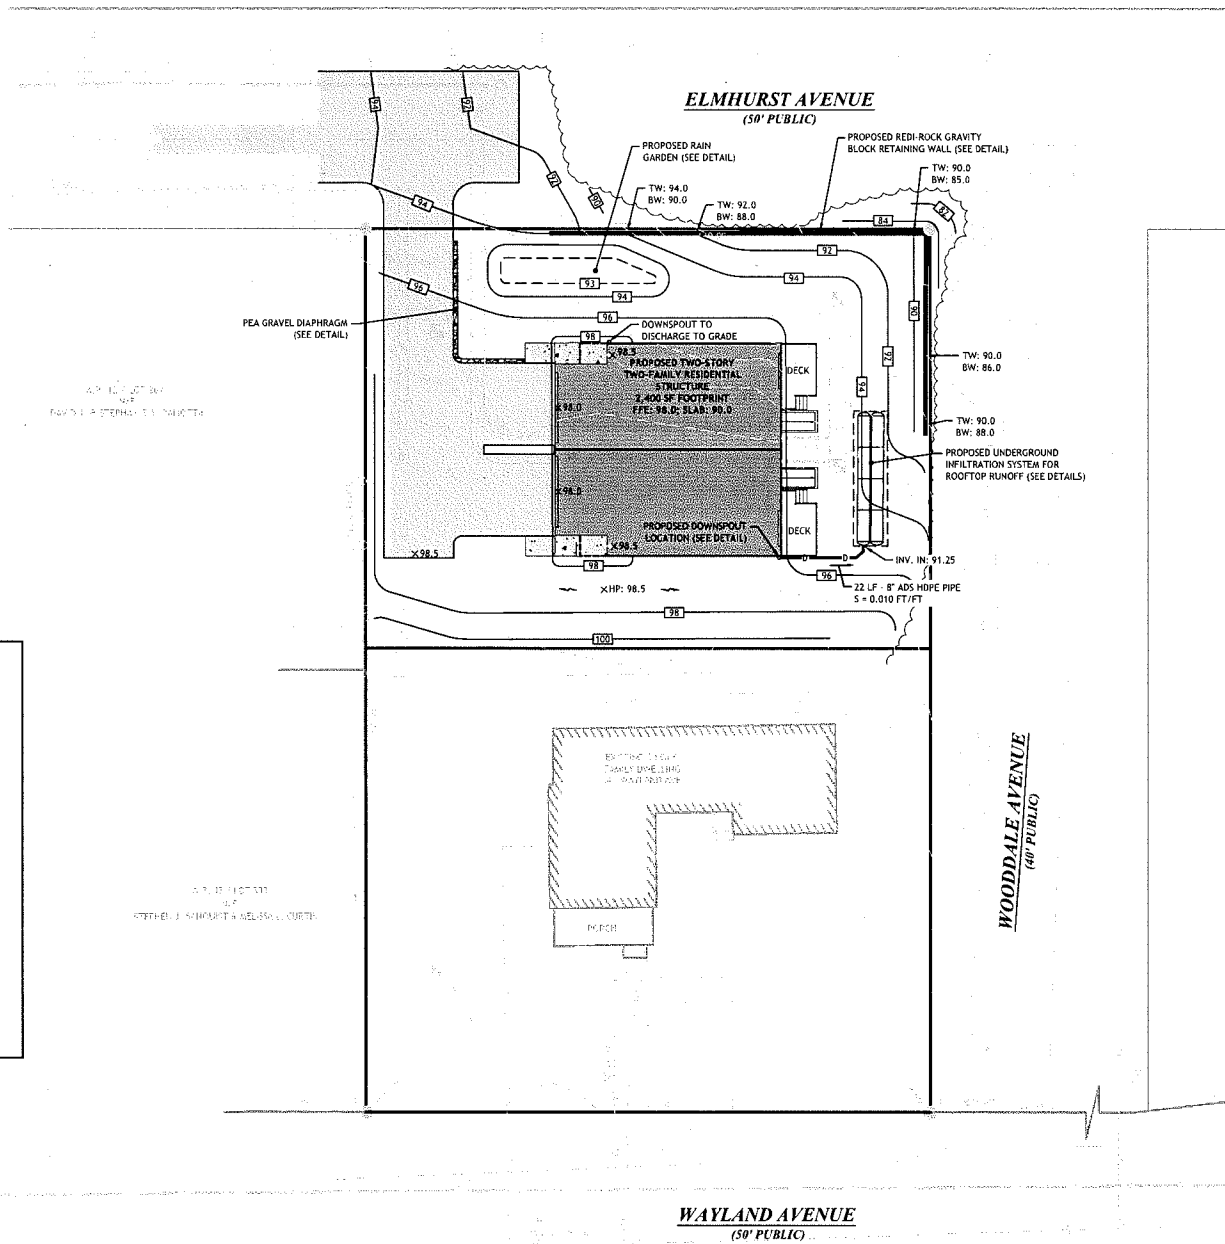 ELMHURST AVENUE
(50' PUBLIC)
94
92
PROPOSED RAIN
GARDEN (SEE DETAIL)
PROPOSED REDI-ROCK GRAVITY
BLOCK RETAINING WALL (SEE DETAIL)
92
90
TW: 94.0
BW: 90.0
TW: 92.0
BW: 88.0
TW: 90.0
BW: 85.0
94
84
82
92
94
93
94
96
96
90
PEA GRAVEL DIAPHRAGM
(SEE DETAIL)
98
DOWNSPOUT TO
DISCHARGE TO GRADE
×98.5
PROPOSED TWO-STORY
TWO-FAMILY RESIDENTIAL
STRUCTURE
2,400 SF FOOTPRINT
FFE: 98.0; SLAB: 90.0
DECK
92
94
TW: 90.0
BW: 86.0
×98.0
TW: 90.0
BW: 88.0
PROPOSED UNDERGROUND
INFILTRATION SYSTEM FOR
ROOFTOP RUNOFF (SEE DETAILS)
×98.0
PROPOSED DOWNSPOUT
LOCATION (SEE DETAIL)
DECK
×98.5
×98.5
98
D
D
INV. IN: 91.25
96
22 LF - 8" ADS HDPE PIPE
S = 0.010 FT/FT
×HP: 98.5
98
100
FAMILY DWELLING
PORCH
WOODDALE AVENUE
(40' PUBLIC)
WAYLAND AVENUE
(50' PUBLIC)